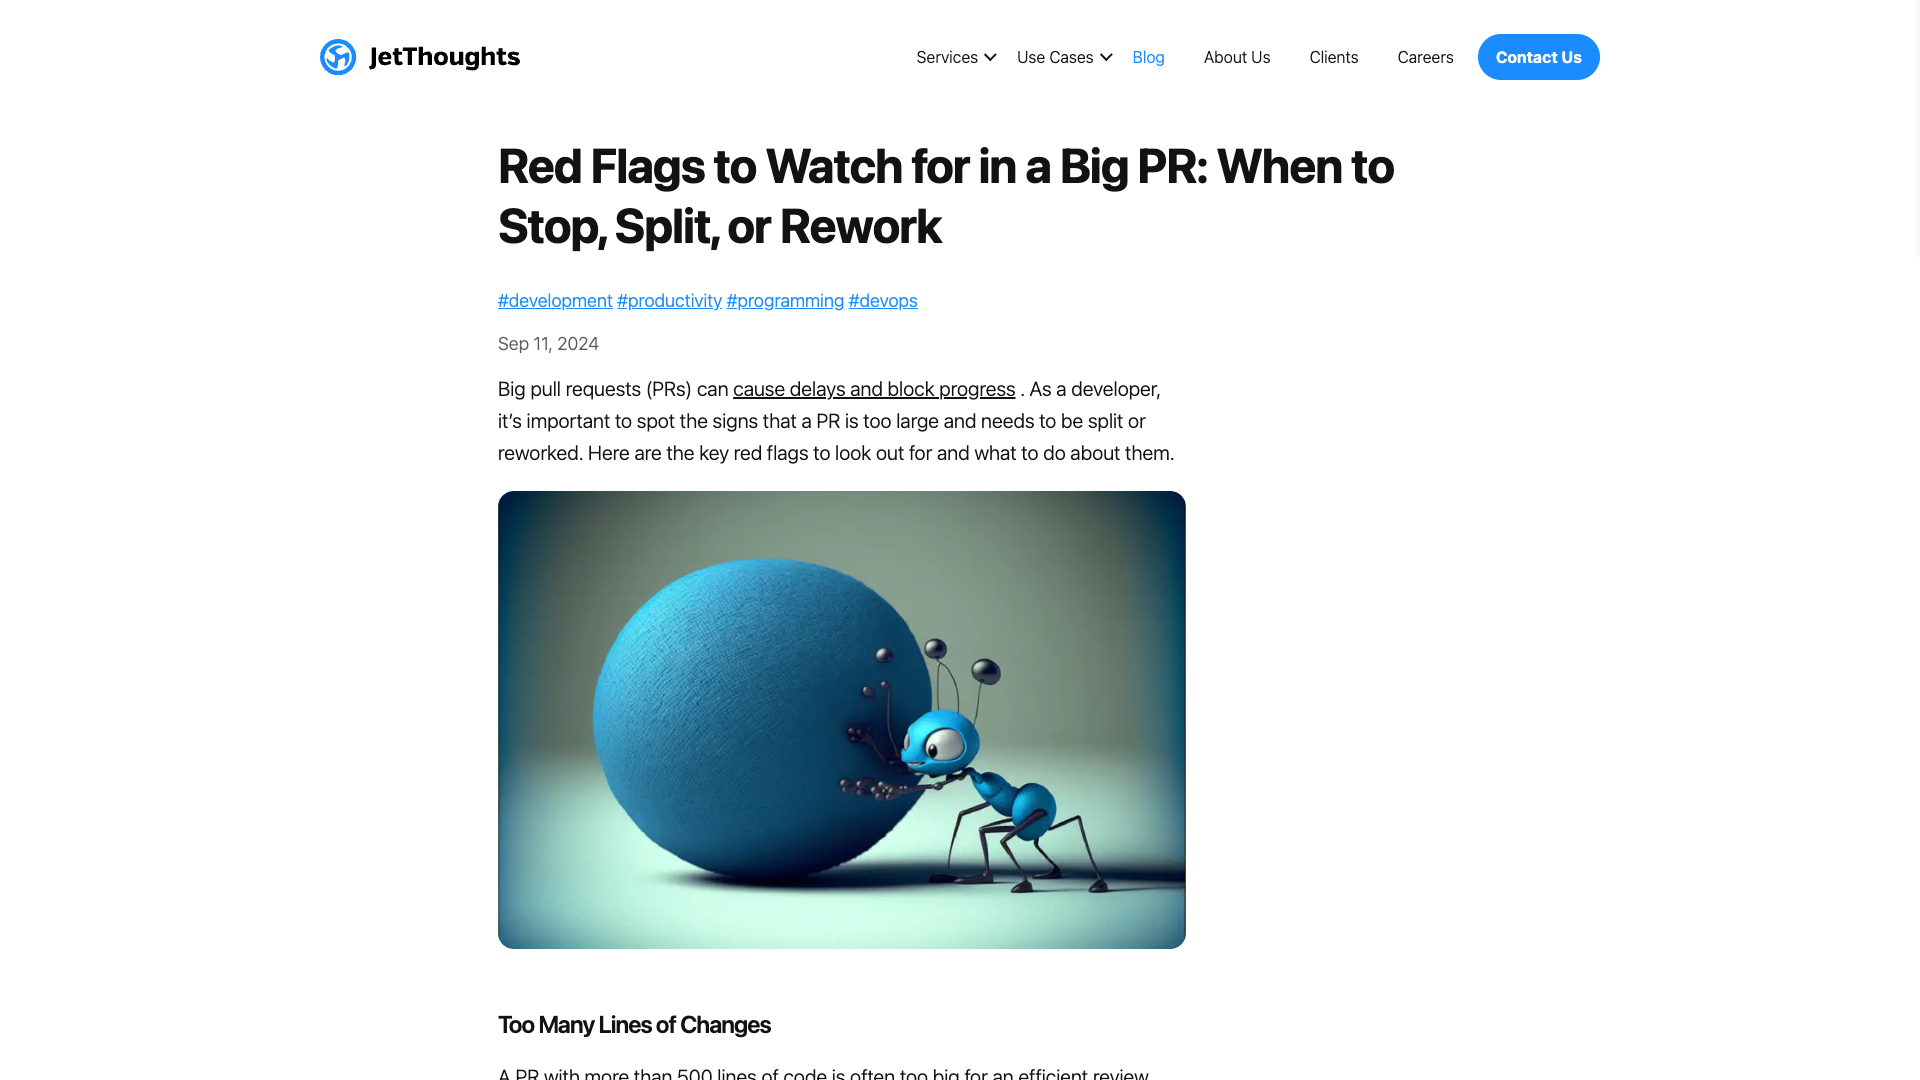 JetThoughts
Services
Use Cases
Blog
About Us
Clients
Careers
Contact Us
Red Flags to Watch for in a Big PR: When to
Stop, Split, or Rework
#development #productivity #programming #devops
Sep 11, 2024
Big pull requests (PRs) can cause delays and block progress . As a developer,
it’s important to spot the signs that a PR is too large and needs to be split or
reworked. Here are the key red flags to look out for and what to do about them.
Too Many Lines of Changes
A PR with more than 500 lines of code is often too big for an efficient review.